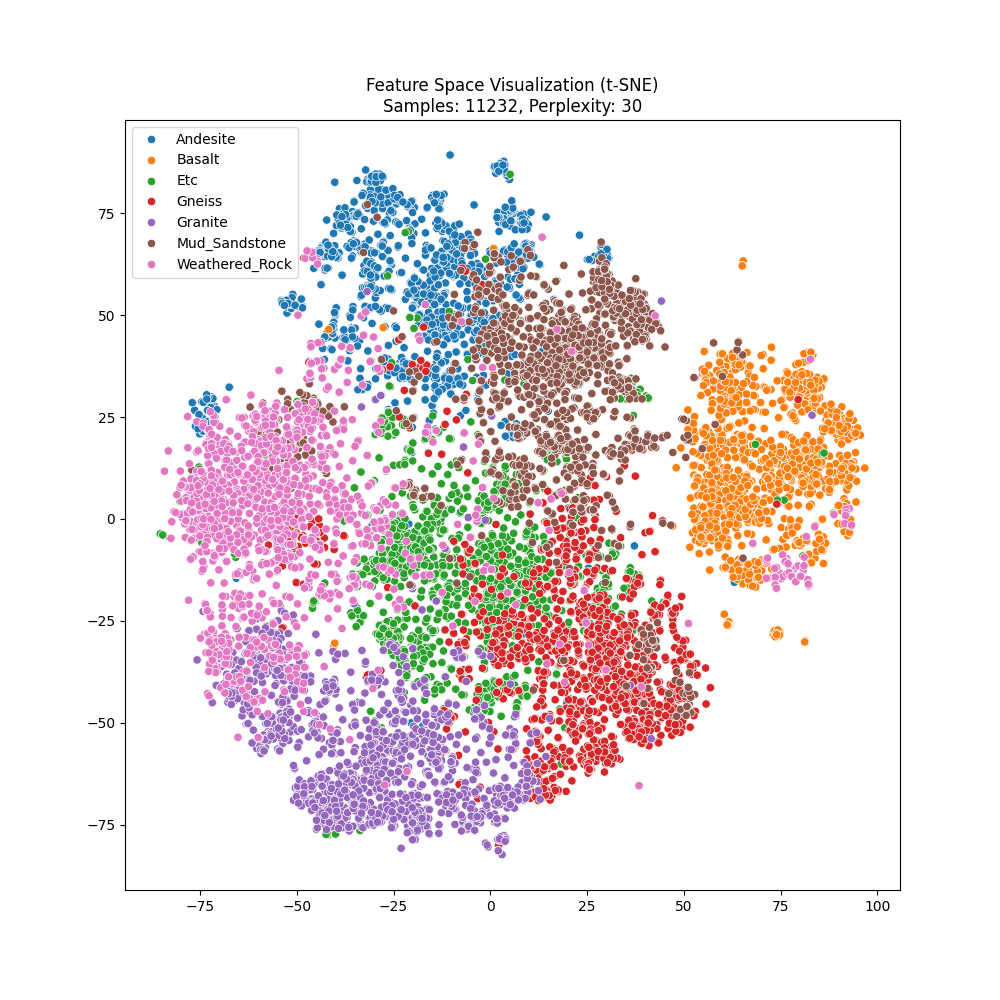 Feature Space Visualization (t-SNE)
Samples: 11232, Perplexity: 30
Andesite
Basalt
Etc
Gneiss
Granite
Mud_Sandstone
Weathered_Rock
75
50
25
0
−25
−50
−75
−75
−50
−25
0
25
50
75
100